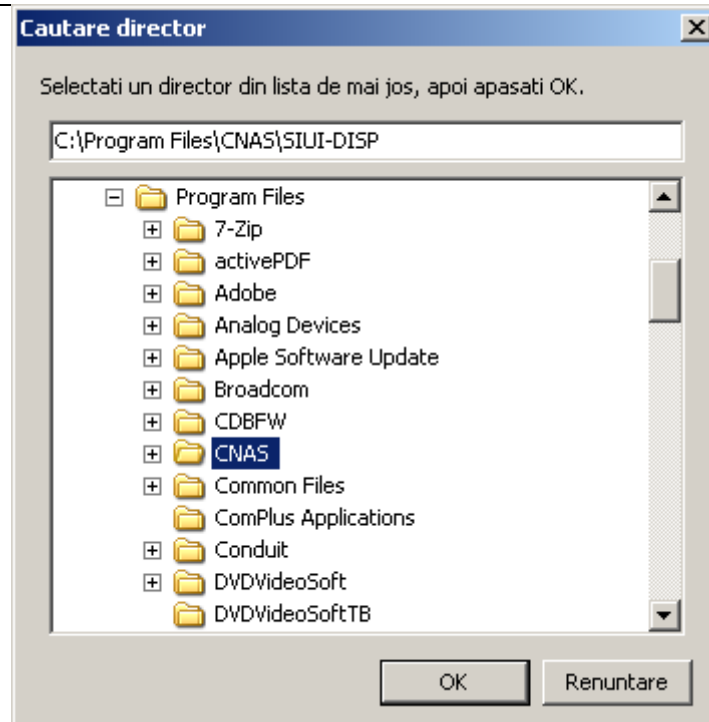 Cautare director
Selectati un director din lista de mai jos, apoi apasati OK.
C:\Program Files\CNAS\SIUI-DISP
Program Files
7-Zip
activePDF
Adobe
Analog Devices
Apple Software Update
Broadcom
CDBFW
CNAS
Common Files
ComPlus Applications
Conduit
DVDVideoSoft
DVDVideoSoftTB
OK Renuntare